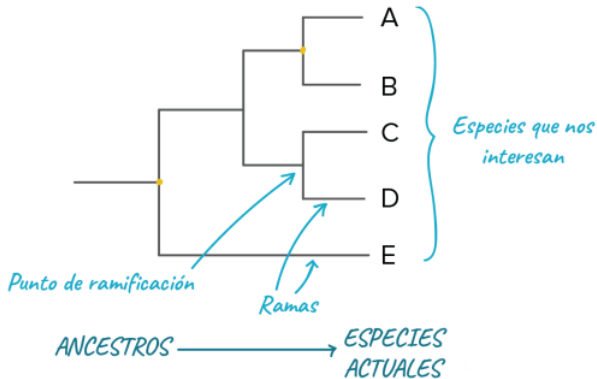 A
B
C
D
E
Especies que nos
interesan
Punto de ramificación
Ramas
ANCESTROS
ESPECIES
ACTUALES